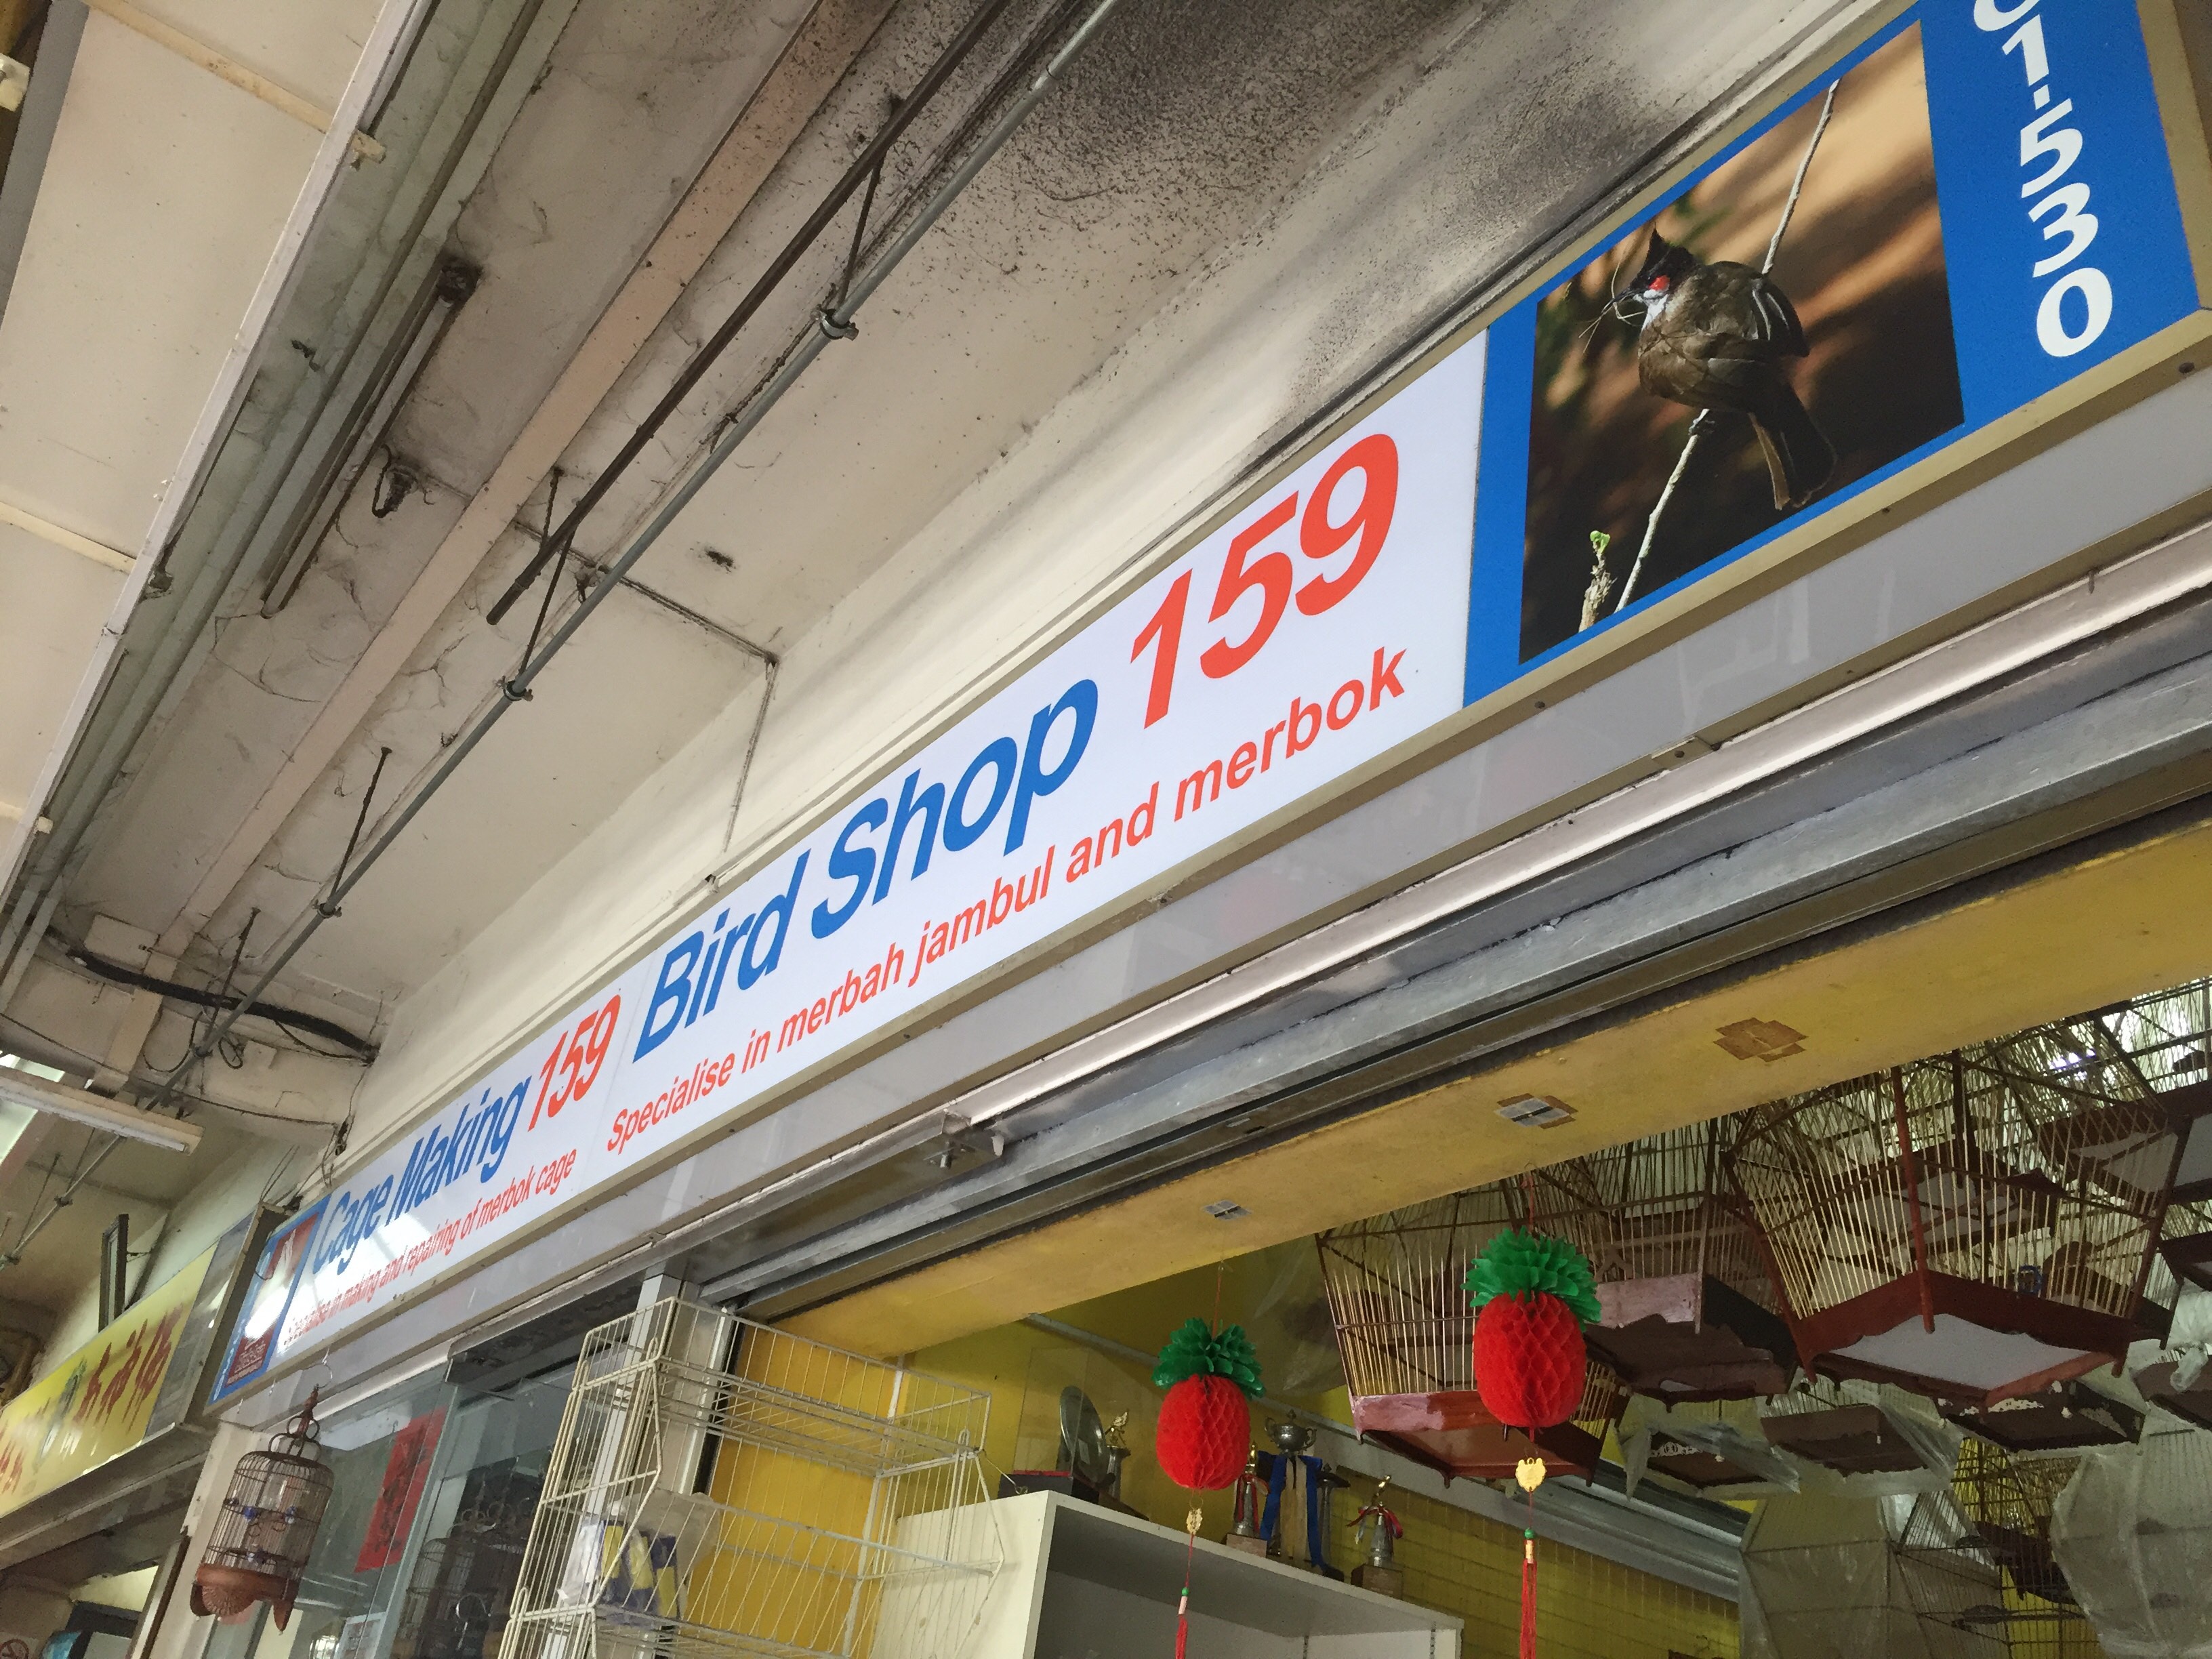 Cage Making 159
making and repairing of merbok cage
Bird Shop 159
Specialise in merbah jambul and merbok
01-530